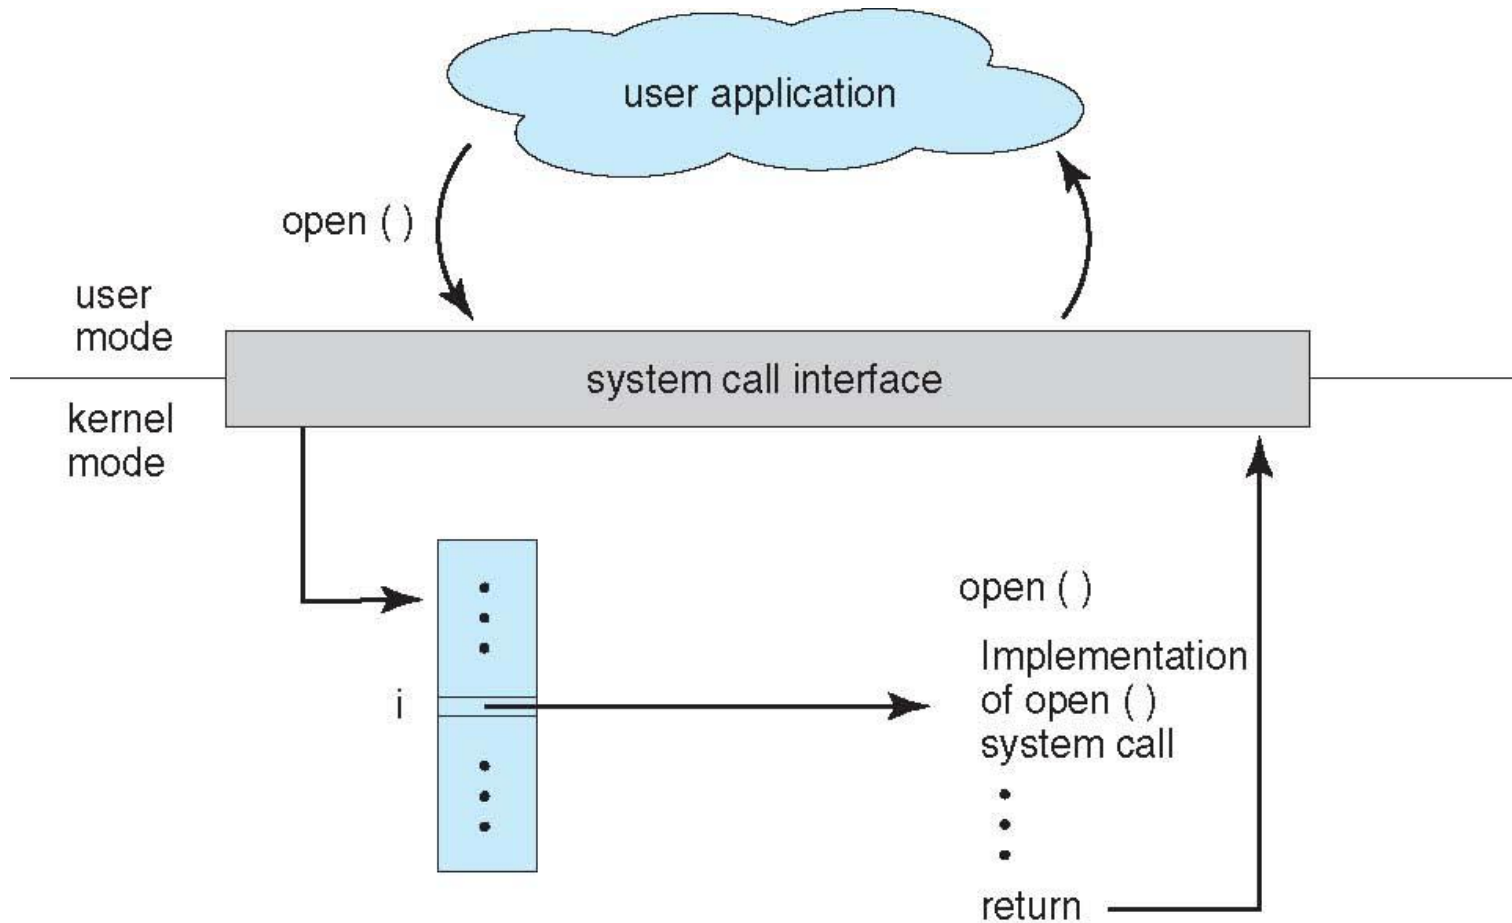 user application
open ( )
user
mode
system call interface
kernel
mode
open ( )
i
Implementation
of open ( )
system call
return